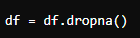 df = df.dropna()